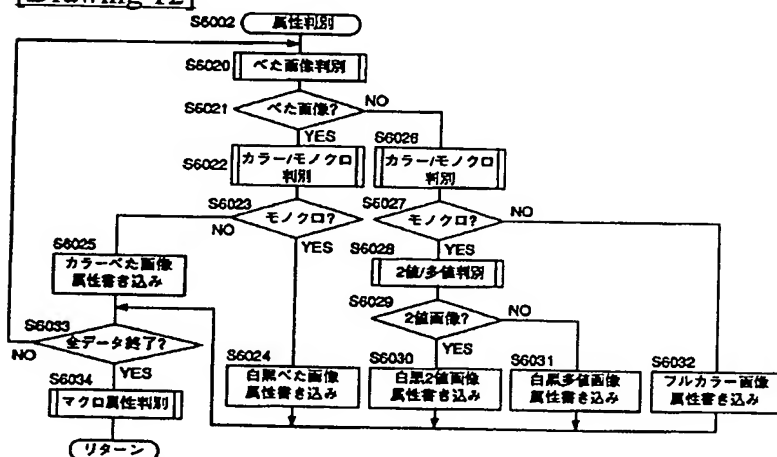 [Drawing 12]
S6002
属性判別
S6020
べた画像判別
S6021
べた画像?
NO
YES
S6022
カラー/モノクロ
判別
S6026
カラー/モノクロ
判別
S6023
モノクロ?
NO
YES
S6027
モノクロ?
NO
YES
S6025
カラーべた画像
属性書き込み
S6028
2値/多値判別
S6029
2値画像?
NO
YES
S6033
全データ終了?
NO
YES
S6024
白黒べた画像
属性書き込み
S6030
白黒2値画像
属性書き込み
S6031
白黒多値画像
属性書き込み
S6032
フルカラー画像
属性書き込み
S6034
マクロ属性判別
リターン